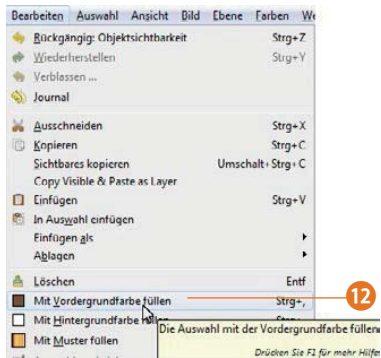 Bearbeiten Auswahl Ansicht Bild Ebene Farben
Rückgängig: Objektsichtbarkeit Strg+Z
Wiederherstellen Strg+Y
Verblassen ...
Journal
Ausschneiden Strg+X
Kopieren Strg+C
Sichtbares kopieren Umschalt+Strg+C
Copy Visible & Paste as Layer
Einfügen Strg+V
In Auswahl einfügen
Einfügen als
Ablagen
Löschen Entf
Mit Vordergrundfarbe füllen Strg+, 12
Mit Hintergrundfarbe
Die Auswahl mit der Vordergrundfarbe füllen
Mit Muster füllen
Drücken Sie F1 für mehr Hilfe